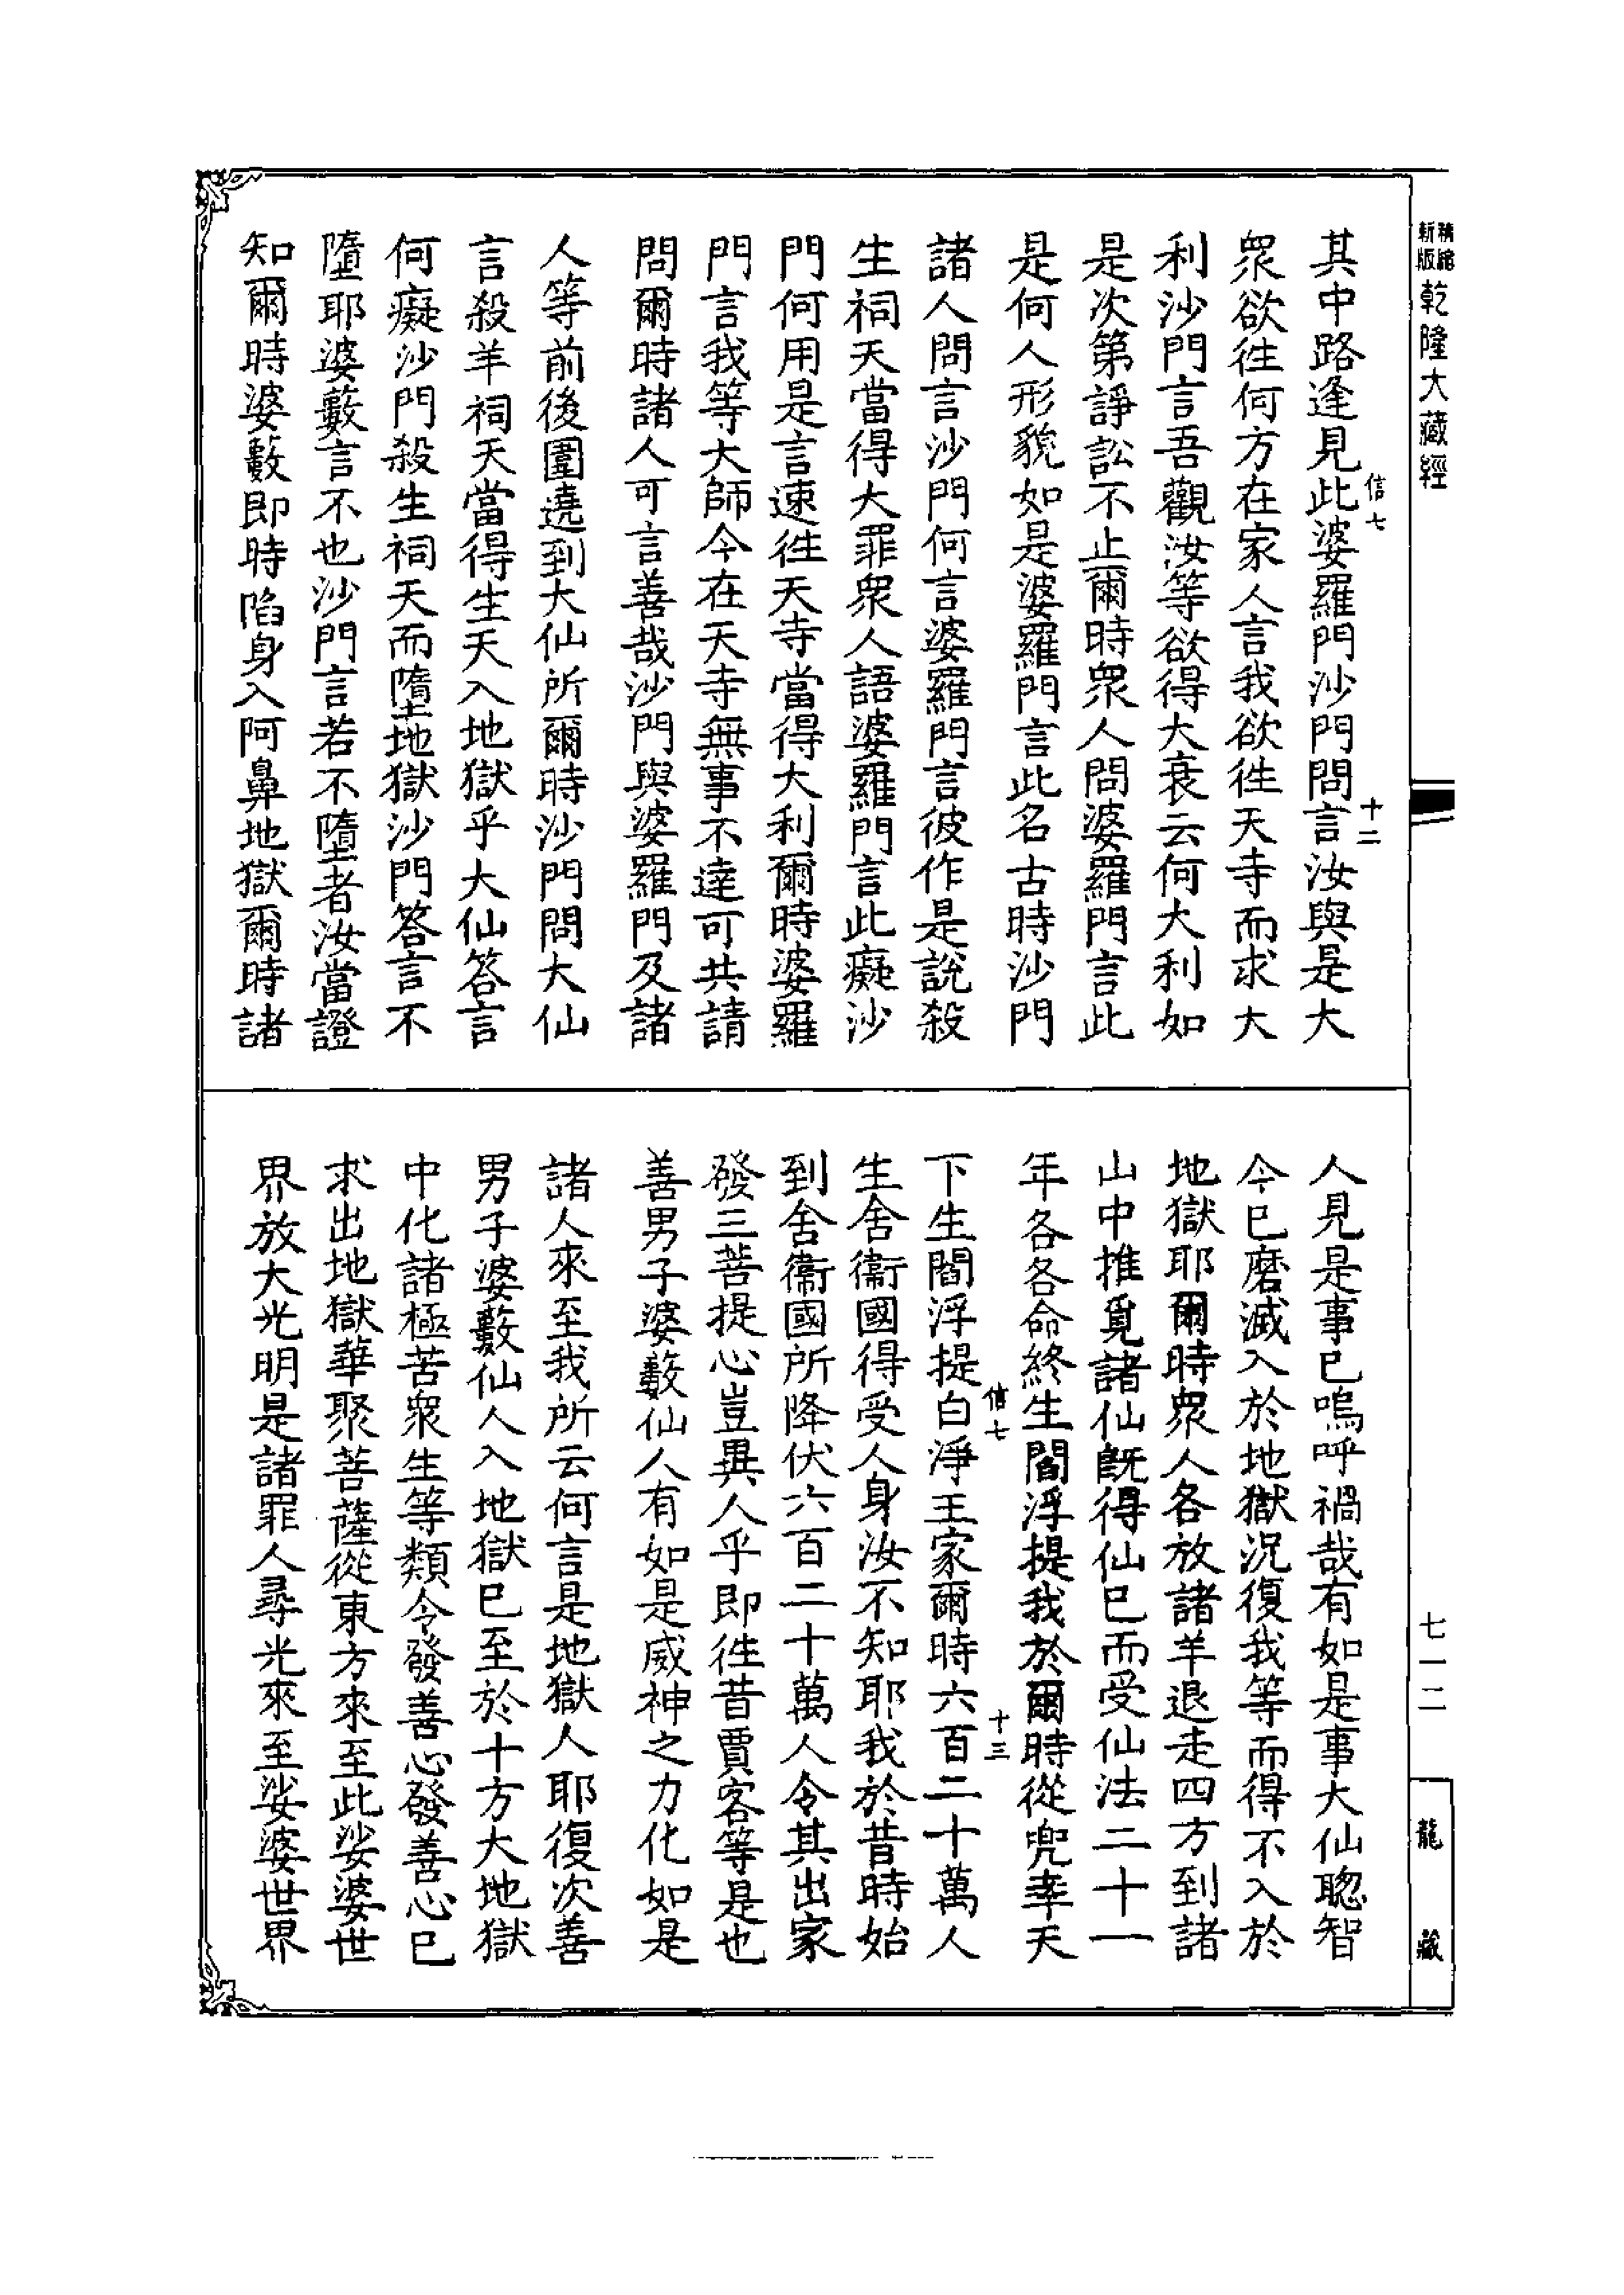 精縮
新版
乾隆大藏經
信七
十二
其中路逢見此婆羅門沙門問言汝與是大
衆欲徃何方在家人言我欲徃天寺而求大
利沙門言吾觀汝等欲得大衰云何大利如
是次第諍訟不止爾時衆人問婆羅門言此
是何人形貌如是婆羅門言此名古時沙門
諸人問言沙門何言婆羅門言彼作是說殺
生祠天當得大罪衆人語婆羅門言此癡沙
門何用是言速徃天寺當得大利爾時婆羅
門言我等大師今在天寺無事不達可共請
問爾時諸人可言善哉沙門與婆羅門及諸
人等前後圍遶到大仙所爾時沙門問大仙
言殺羊祠天當得生天入地獄乎大仙答言
何癡沙門殺生祠天而墮地獄沙門答言不
墮耶婆藪言不也沙門言若不墮者汝當證
知爾時婆藪即時陷身入阿鼻地獄爾時諸
人見是事已嗚呼禍哉有如是事大仙聰智
今已磨滅入於地獄況復我等而得不入於
地獄耶爾時衆人各放諸羊退走四方到諸
山中推覓諸仙旣得仙已而受仙法二十一
年各各命終生閻浮提我於爾時從兜率天
下生閻浮提白淨王家爾時六百二十萬人
信七
十三
生舍衞國得受人身汝不知耶我於昔時始
到舍衞國所降伏六百二十萬人令其出家
發三菩提心豈異人乎即徃昔賈客等是也
善男子婆藪仙人有如是威神之力化如是
諸人來至我所云何言是地獄人耶復次善
男子婆藪仙人入地獄已至於十方大地獄
中化諸極苦衆生等類令發善心發善心已
求出地獄華聚菩薩從東方來至此娑婆世
界放大光明是諸罪人尋光來至娑婆世界
七一二
龍藏